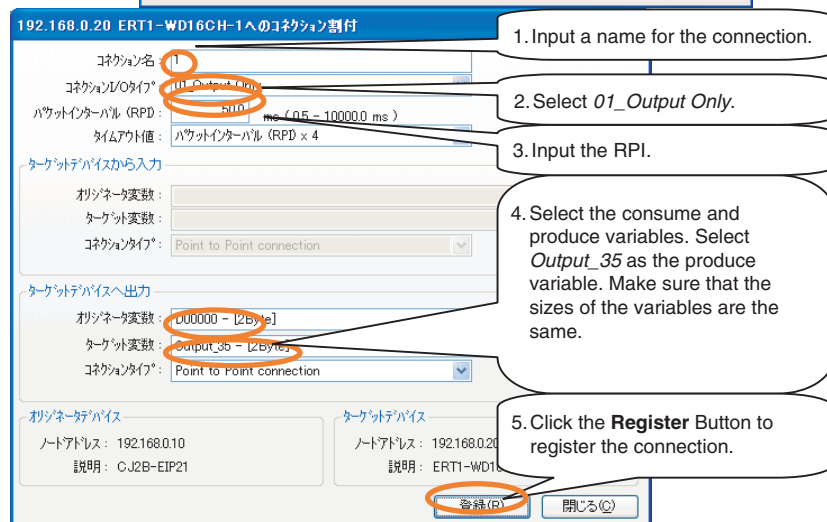 192.168.0.20 ERT1-WD16CH-1へのコネクション割付
1. Input a name for the connection.
コネクション名 : 1
コネクションI/Oタイプ : 01_Output Only
2. Select 01_Output Only.
パケットインターバル (RPI) : 50.0 ms ( 0.5 - 10000.0 ms )
3. Input the RPI.
タイムアウト値 : パケットインターバル (RPI) x 4
ターゲットデバイスから入力
オリジネータ変数 :
ターゲット変数 :
コネクションタイプ : Point to Point connection
4. Select the consume and
produce variables. Select
Output_35 as the produce
variable. Make sure that the
sizes of the variables are the
same.
ターゲットデバイスへ出力
オリジネータ変数 : D00000 - [2Byte]
ターゲット変数 : Output_35 - [2Byte]
コネクションタイプ : Point to Point connection
オリジネータデバイス
ノードアドレス : 192.168.0.10
説明 : CJ2B-EIP21
ターゲットデバイス
ノードアドレス : 192.168.0.20
説明 : ERT1-WD1
5. Click the Register Button to
register the connection.
登録(R)
閉じる(C)